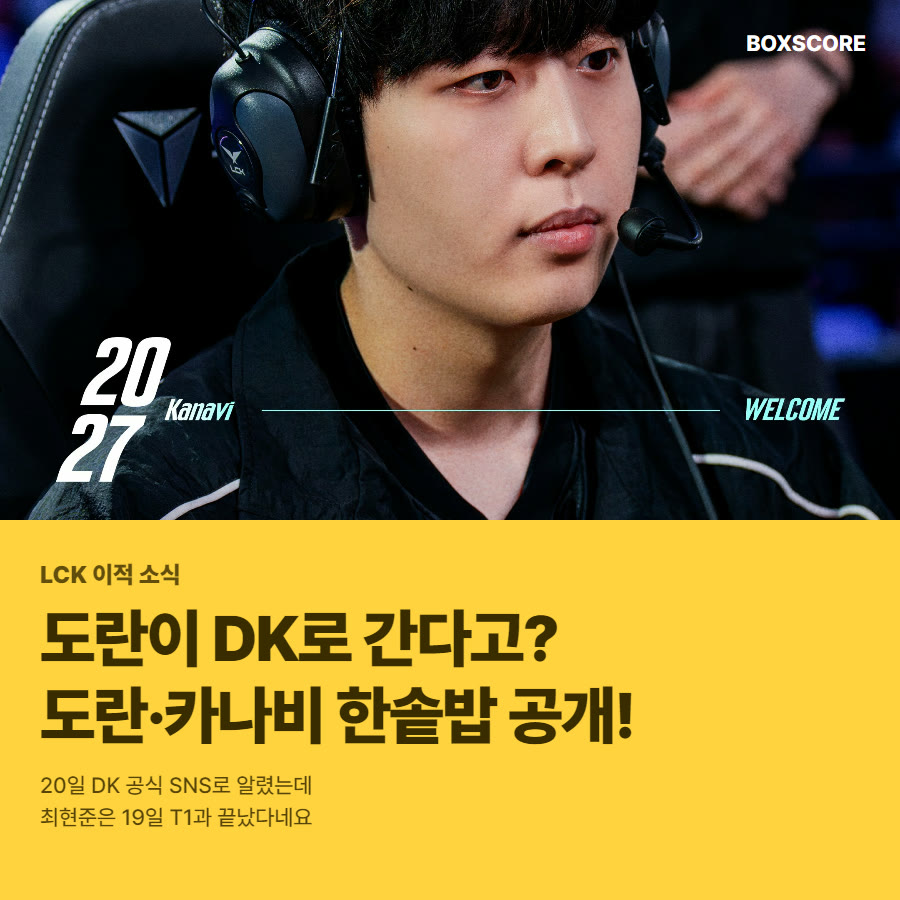 BOXSCORE
LCK
20
27
Kanavi
WELCOME
LCK 이적 소식
도란이 DK로 간다고?
도란·카나비 한솥밥 공개!
20일 DK 공식 SNS로 알렸는데
최현준은 19일 T1과 끝났다네요